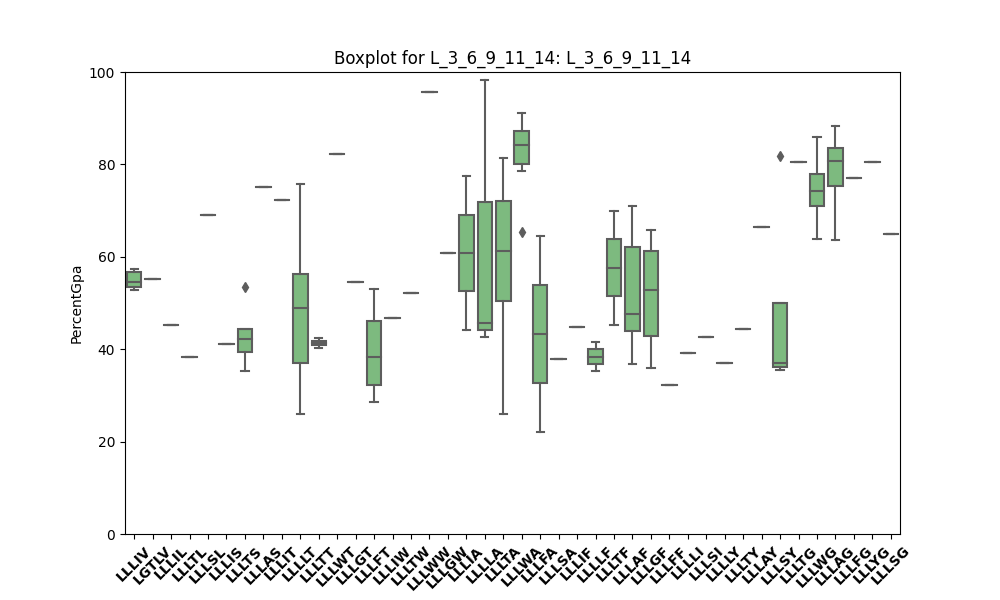 Boxplot for L_3_6_9_11_14: L_3_6_9_11_14
PercentGpa
100
80
60
40
20
0
LLLIV
LGTLV
LLLIL
LLLTL
LLLSL
LLLIS
LLLTS
LLLAS
LLLIT
LLLLT
LLLTT
LLLWT
LLLGT
LLLFT
LLLIW
LLLTW
LLLWW
LLLGW
LLLIA
LLLLA
LLLTA
LLLWA
LLLFA
LLLSA
LLLIF
LLLLF
LLLTF
LLLAF
LLLGF
LLLFF
LLLLI
LLLSI
LLLLY
LLLTY
LLLAY
LLLSY
LLLTG
LLLWG
LLLAG
LLLFG
LLLYG
LLLSG